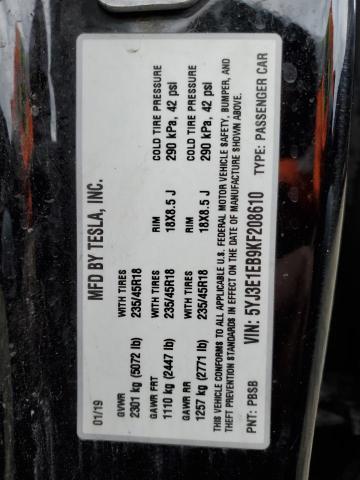 MFD BY TESLA, INC.
01/19
GVWR
2301 kg (5072 lb)
WITH TIRES
235/45R18
COLD TIRE PRESSURE
290 kPa, 42 psi
GAWR FRT
1110 kg (2447 lb)
WITH TIRES
235/45R18
RIM
18X8.5 J
COLD TIRE PRESSURE
290 kPa, 42 psi
GAWR RR
1257 kg (2771 lb)
WITH TIRES
235/45R18
RIM
18X8.5 J
THIS VEHICLE CONFORMS TO ALL APPLICABLE U.S. FEDERAL MOTOR VEHICLE SAFETY, BUMPER, AND
THEFT PREVENTION STANDARDS IN EFFECT ON THE DATE OF MANUFACTURE SHOWN ABOVE.
VIN: 5YJ3E1EB9KF208610
PNT: PBSB
TYPE: PASSENGER CAR